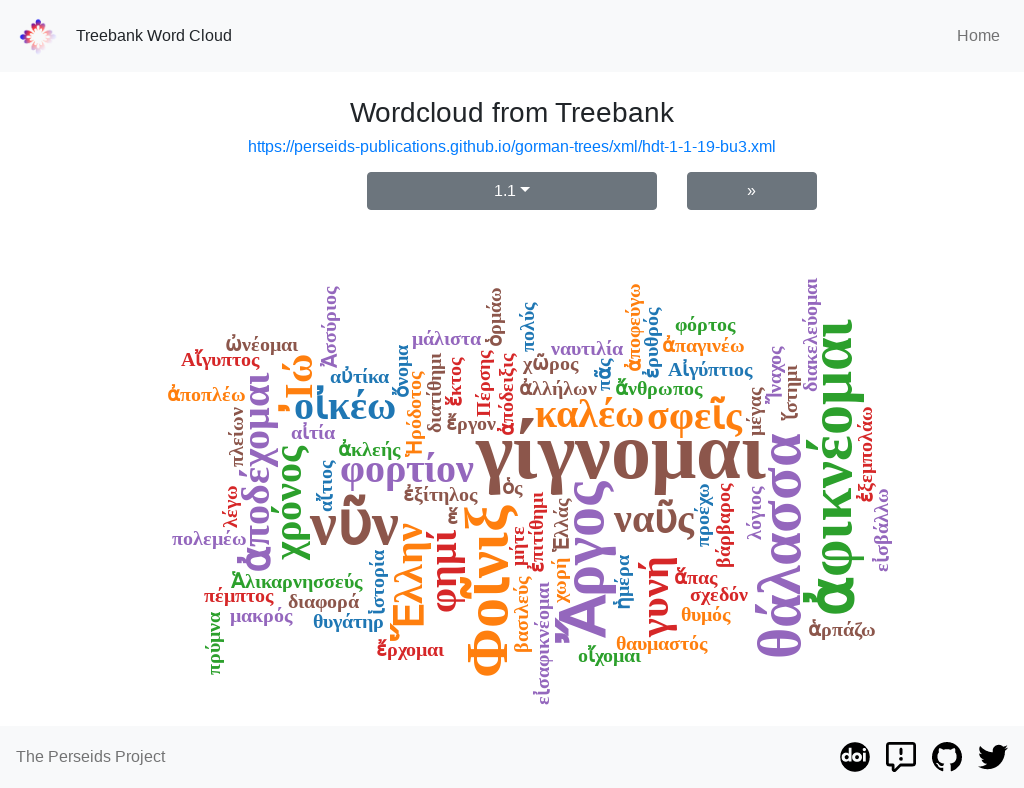 Treebank Word Cloud
Home
Wordcloud from Treebank
https://perseids-publications.github.io/gorman-trees/xml/hdt-1-1-19-bu3.xml
1.1
»
Ἀσσύριος
ὁρμάω
πολύς
ἀποφεύγω
ἐρυθρός
φόρτος
διακελεύομαι
ὠνέομαι
μάλιστα
ναυτιλία
ἀπαγινέω
Αἴγυπτος
Ἰώ
αὐτίκα
ὄνομα
διατίθημι
ἕκτος
Πέρσης
ἀπόδειξις
χῶρος
πᾶς
Αἰγύπτιος
Ἴναχος
ἀφικνέομαι
ἀποπλέω
ἀποδέχομαι
οἰκέω
Ἡρόδοτος
ἀλλήλων
ἄνθρωπος
ἵστημι
πλείων
αἰτία
ἔργον
καλέω
σφεῖς
μέγας
ἀκλεής
γίγνομαι
ἐξεμπολάω
χρόνος
αἴτιος
φορτίον
ἐξίτηλος
ὁς
θάλασσα
λέγω
νῦν
ἕ
Φοῖνιξ
μήτε
ἐπιτίθημι
Ἑλλάς
Ἄργος
ναῦς
προέχω
βάρβαρος
λόγιος
εἰσβάλλω
πολεμέω
Ἕλλην
φημί
χωρή
ἡμέρα
γυνή
Ἁλικαρνησσεύς
ἱστορία
ἅπας
πέμπτος
διαφορά
βασιλεύς
σχεδόν
πρύμνα
μακρός
θυγάτηρ
εἰσαφικνέομαι
θυμός
ἁρπάζω
ἔρχομαι
οἴχομαι
θαυμαστός
The Perseids Project
doi